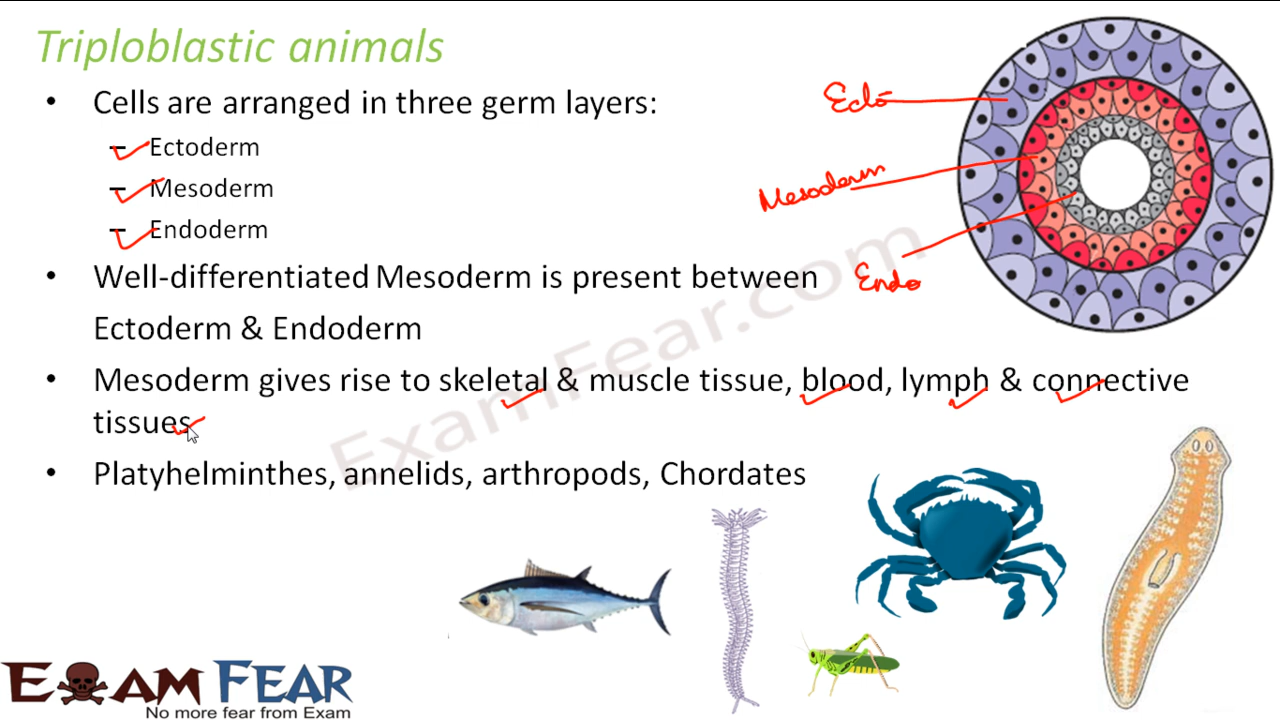 Triploblastic animals
• Cells are arranged in three germ layers:
– Ectoderm
– Mesoderm
– Endoderm
• Well-differentiated Mesoderm is present between
Ectoderm & Endoderm
• Mesoderm gives rise to skeletal & muscle tissue, blood, lymph & connective
tissues
• Platyhelminthes, annelids, arthropods, Chordates
Ecto
Mesoderm
Endo
ExamFear.com
EXAM FEAR
No more fear from Exam